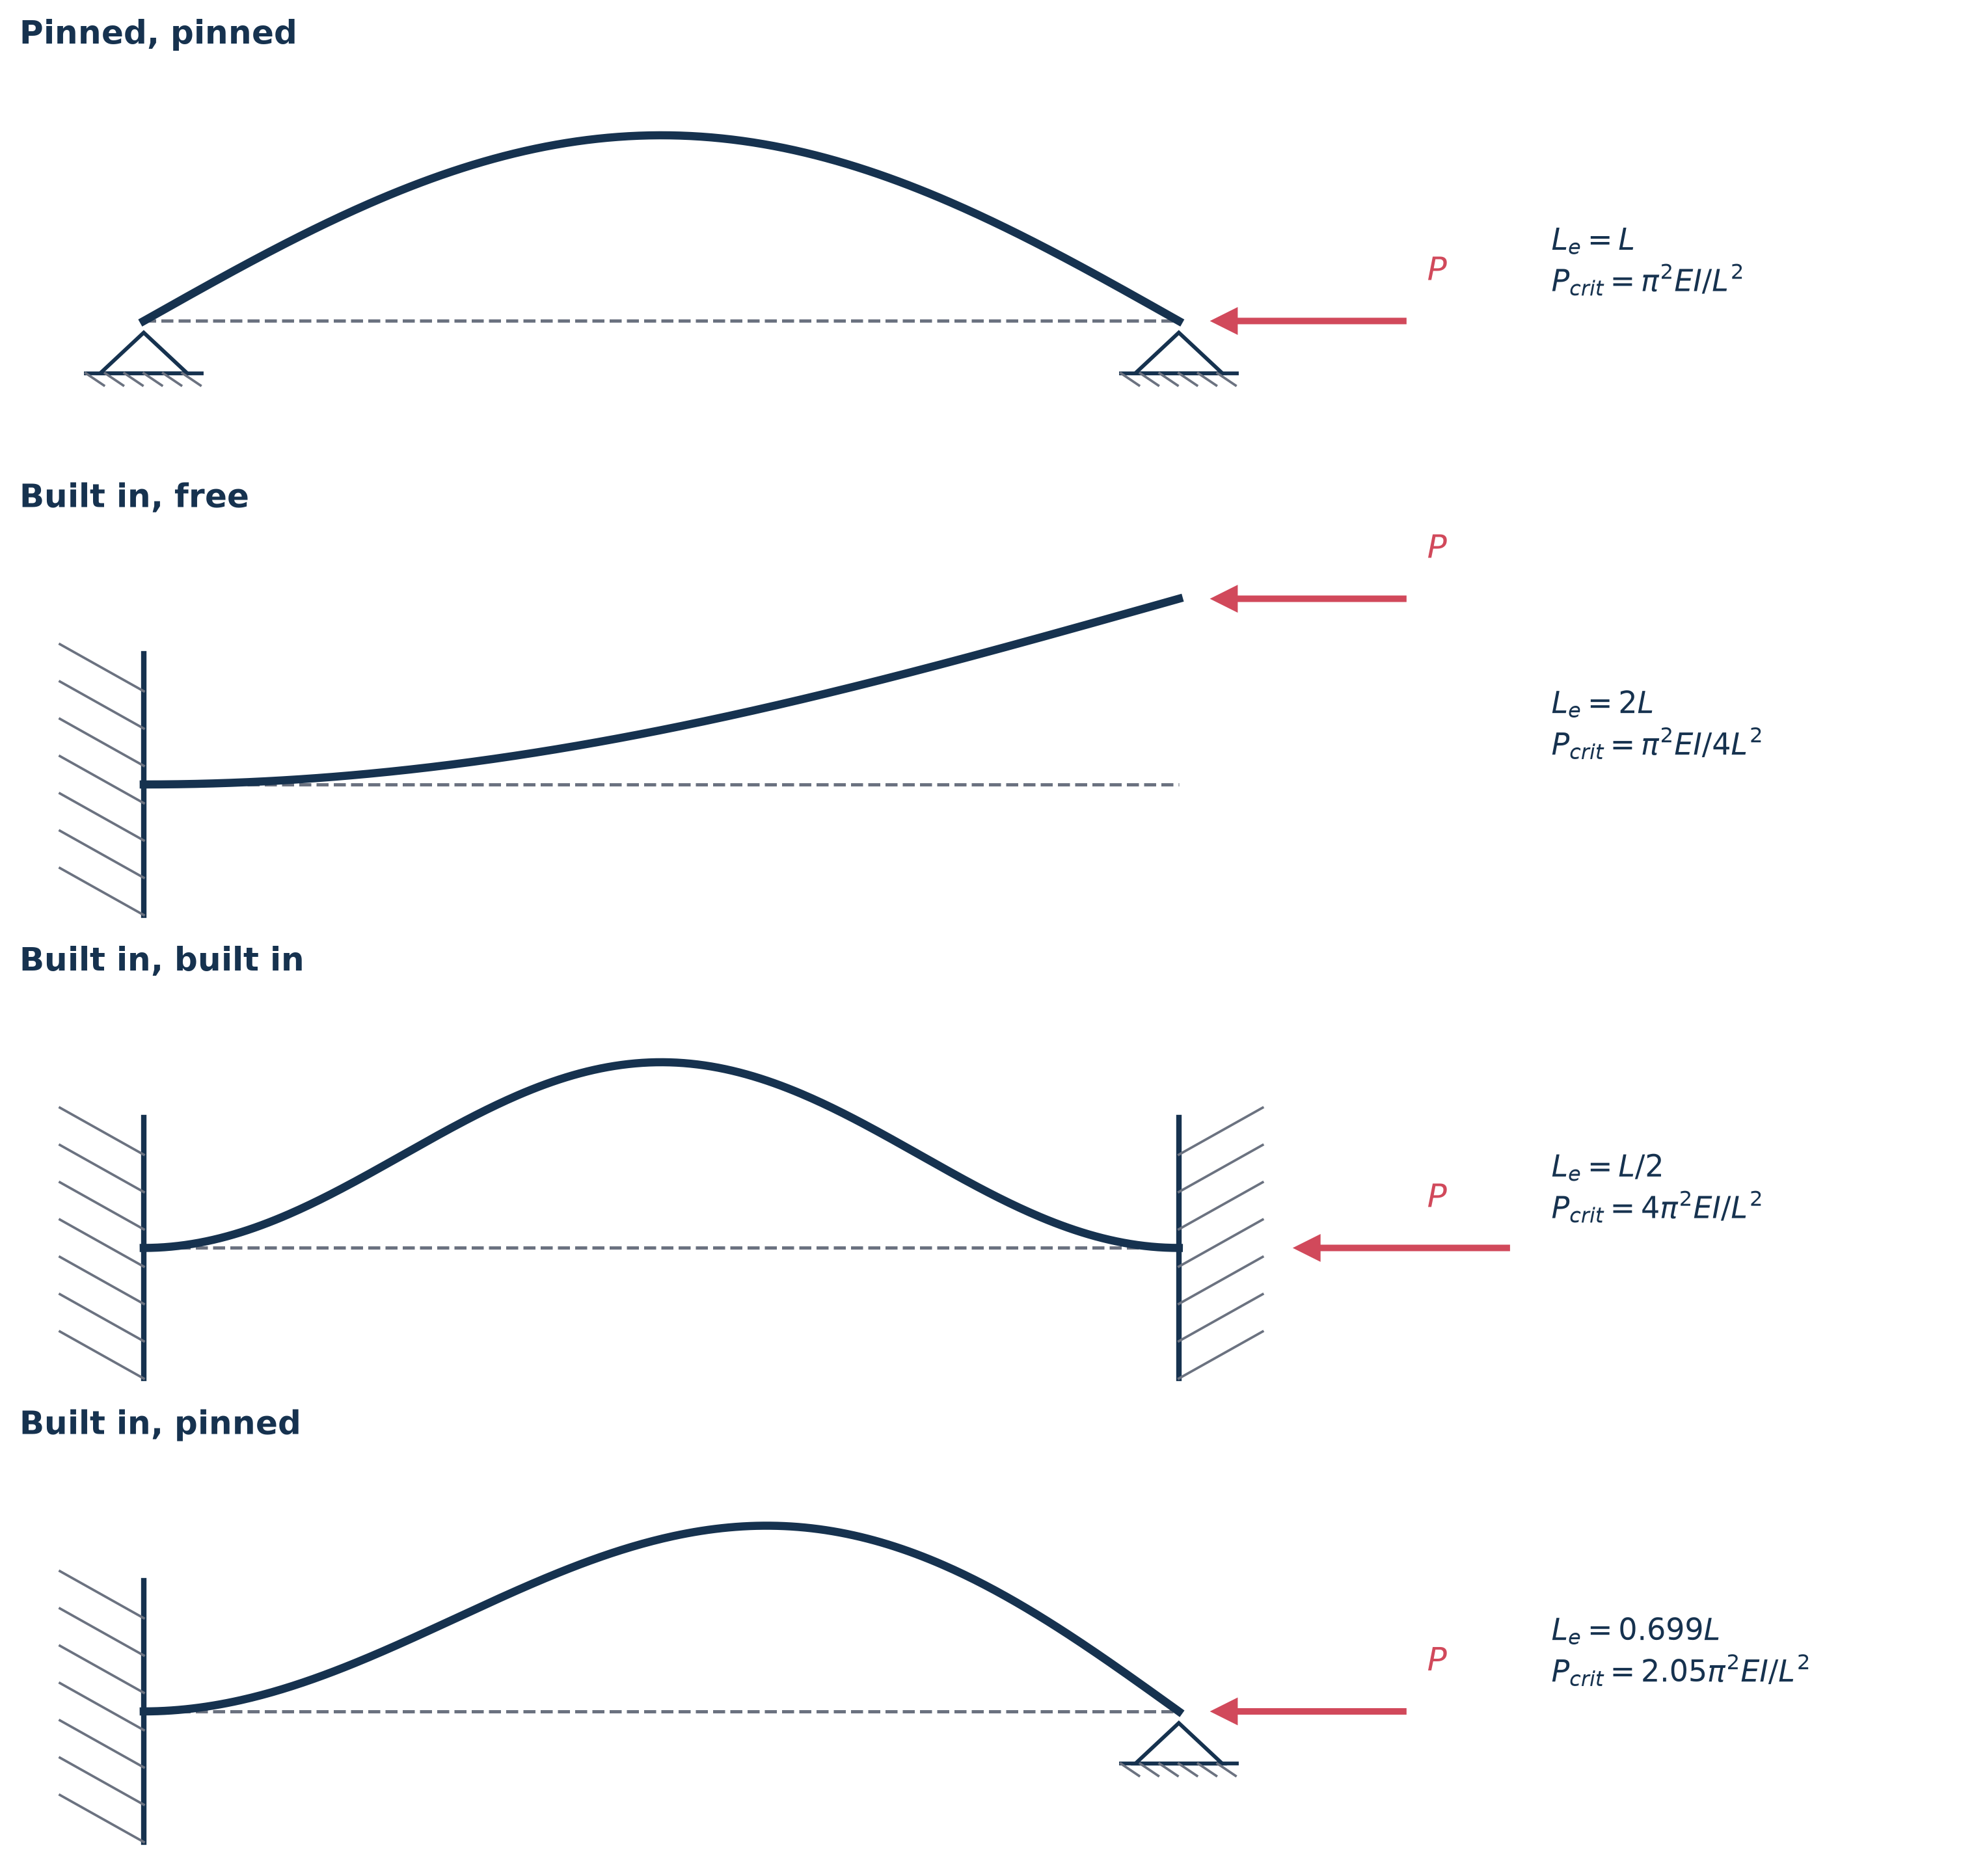 Pinned, pinned
P
L_e = L
P_crit = π²EI/L²
Built in, free
P
L_e = 2L
P_crit = π²EI/4L²
Built in, built in
P
L_e = L/2
P_crit = 4π²EI/L²
Built in, pinned
P
L_e = 0.699L
P_crit = 2.05π²EI/L²